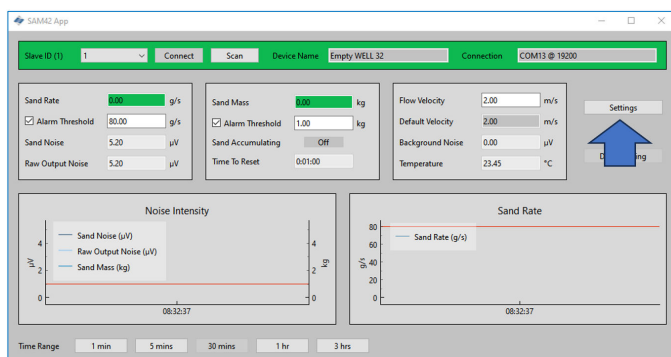 SAM42 App
Slave ID (1) 1 Connect Scan Device Name Empty WELL 32 Connection COM13 @ 19200
Sand Rate 0.00 g/s
Alarm Threshold 80.00 g/s
Sand Noise 5.20 µV
Raw Output Noise 5.20 µV
Sand Mass 0.00 kg
Alarm Threshold 1.00 kg
Sand Accumulating Off
Time To Reset 0:01:00
Flow Velocity 2.00 m/s
Default Velocity 2.00 m/s
Background Noise 0.00 µV
Temperature 23.45 °C
Settings
Noise Intensity
Sand Noise (µV)
Raw Output Noise (µV)
Sand Mass (kg)
µV
4
2
0
kg
4
2
0
08:32:37
Sand Rate
Sand Rate (g/s)
g/s
80
60
40
20
0
08:32:37
Time Range 1 min 5 mins 30 mins 1 hr 3 hrs